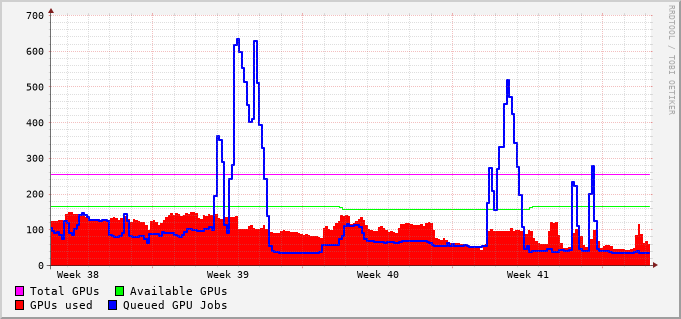 700
600
500
400
300
200
100
0
Week 38 Week 39 Week 40 Week 41
Total GPUs Available GPUs
GPUs used Queued GPU Jobs
RRDTOOL / TOBI OETIKER